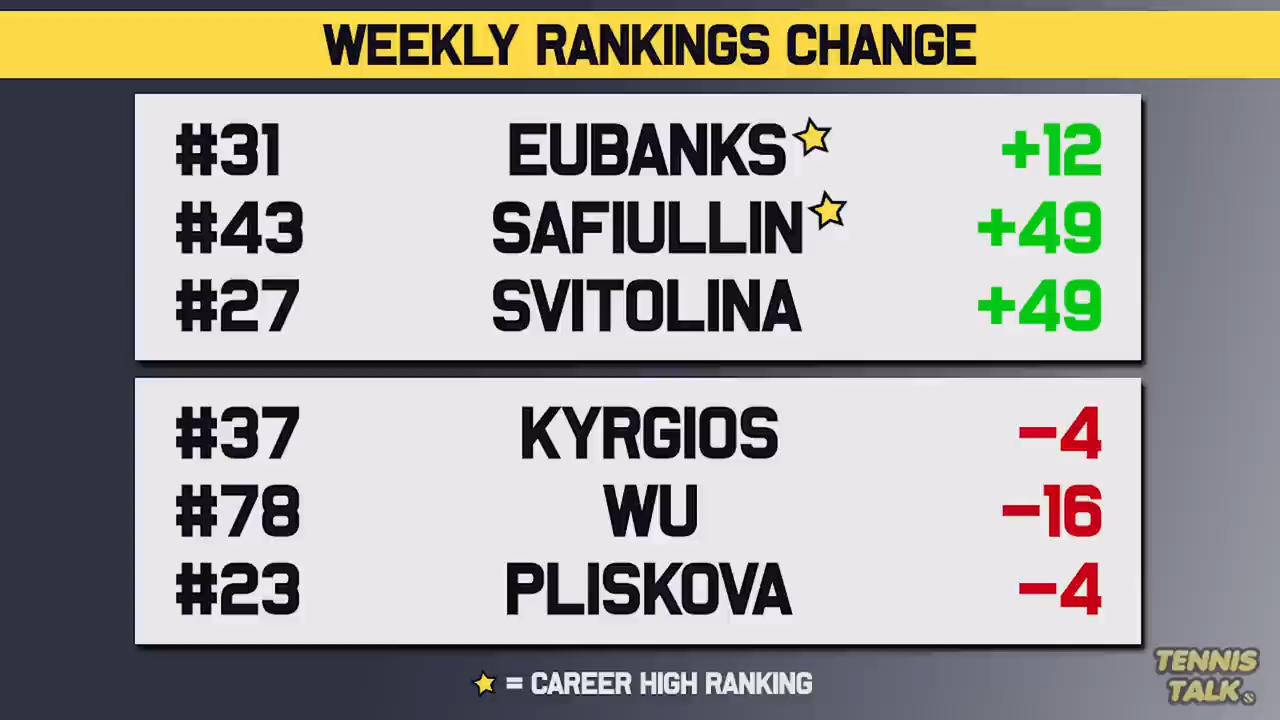 WEEKLY RANKINGS CHANGE
#31 EUBANKS +12
#43 SAFIULLIN +49
#27 SVITOLINA +49
#37 KYRGIOS -4
#78 WU -16
#23 PLISKOVA -4
= CAREER HIGH RANKING
TENNIS
TALK